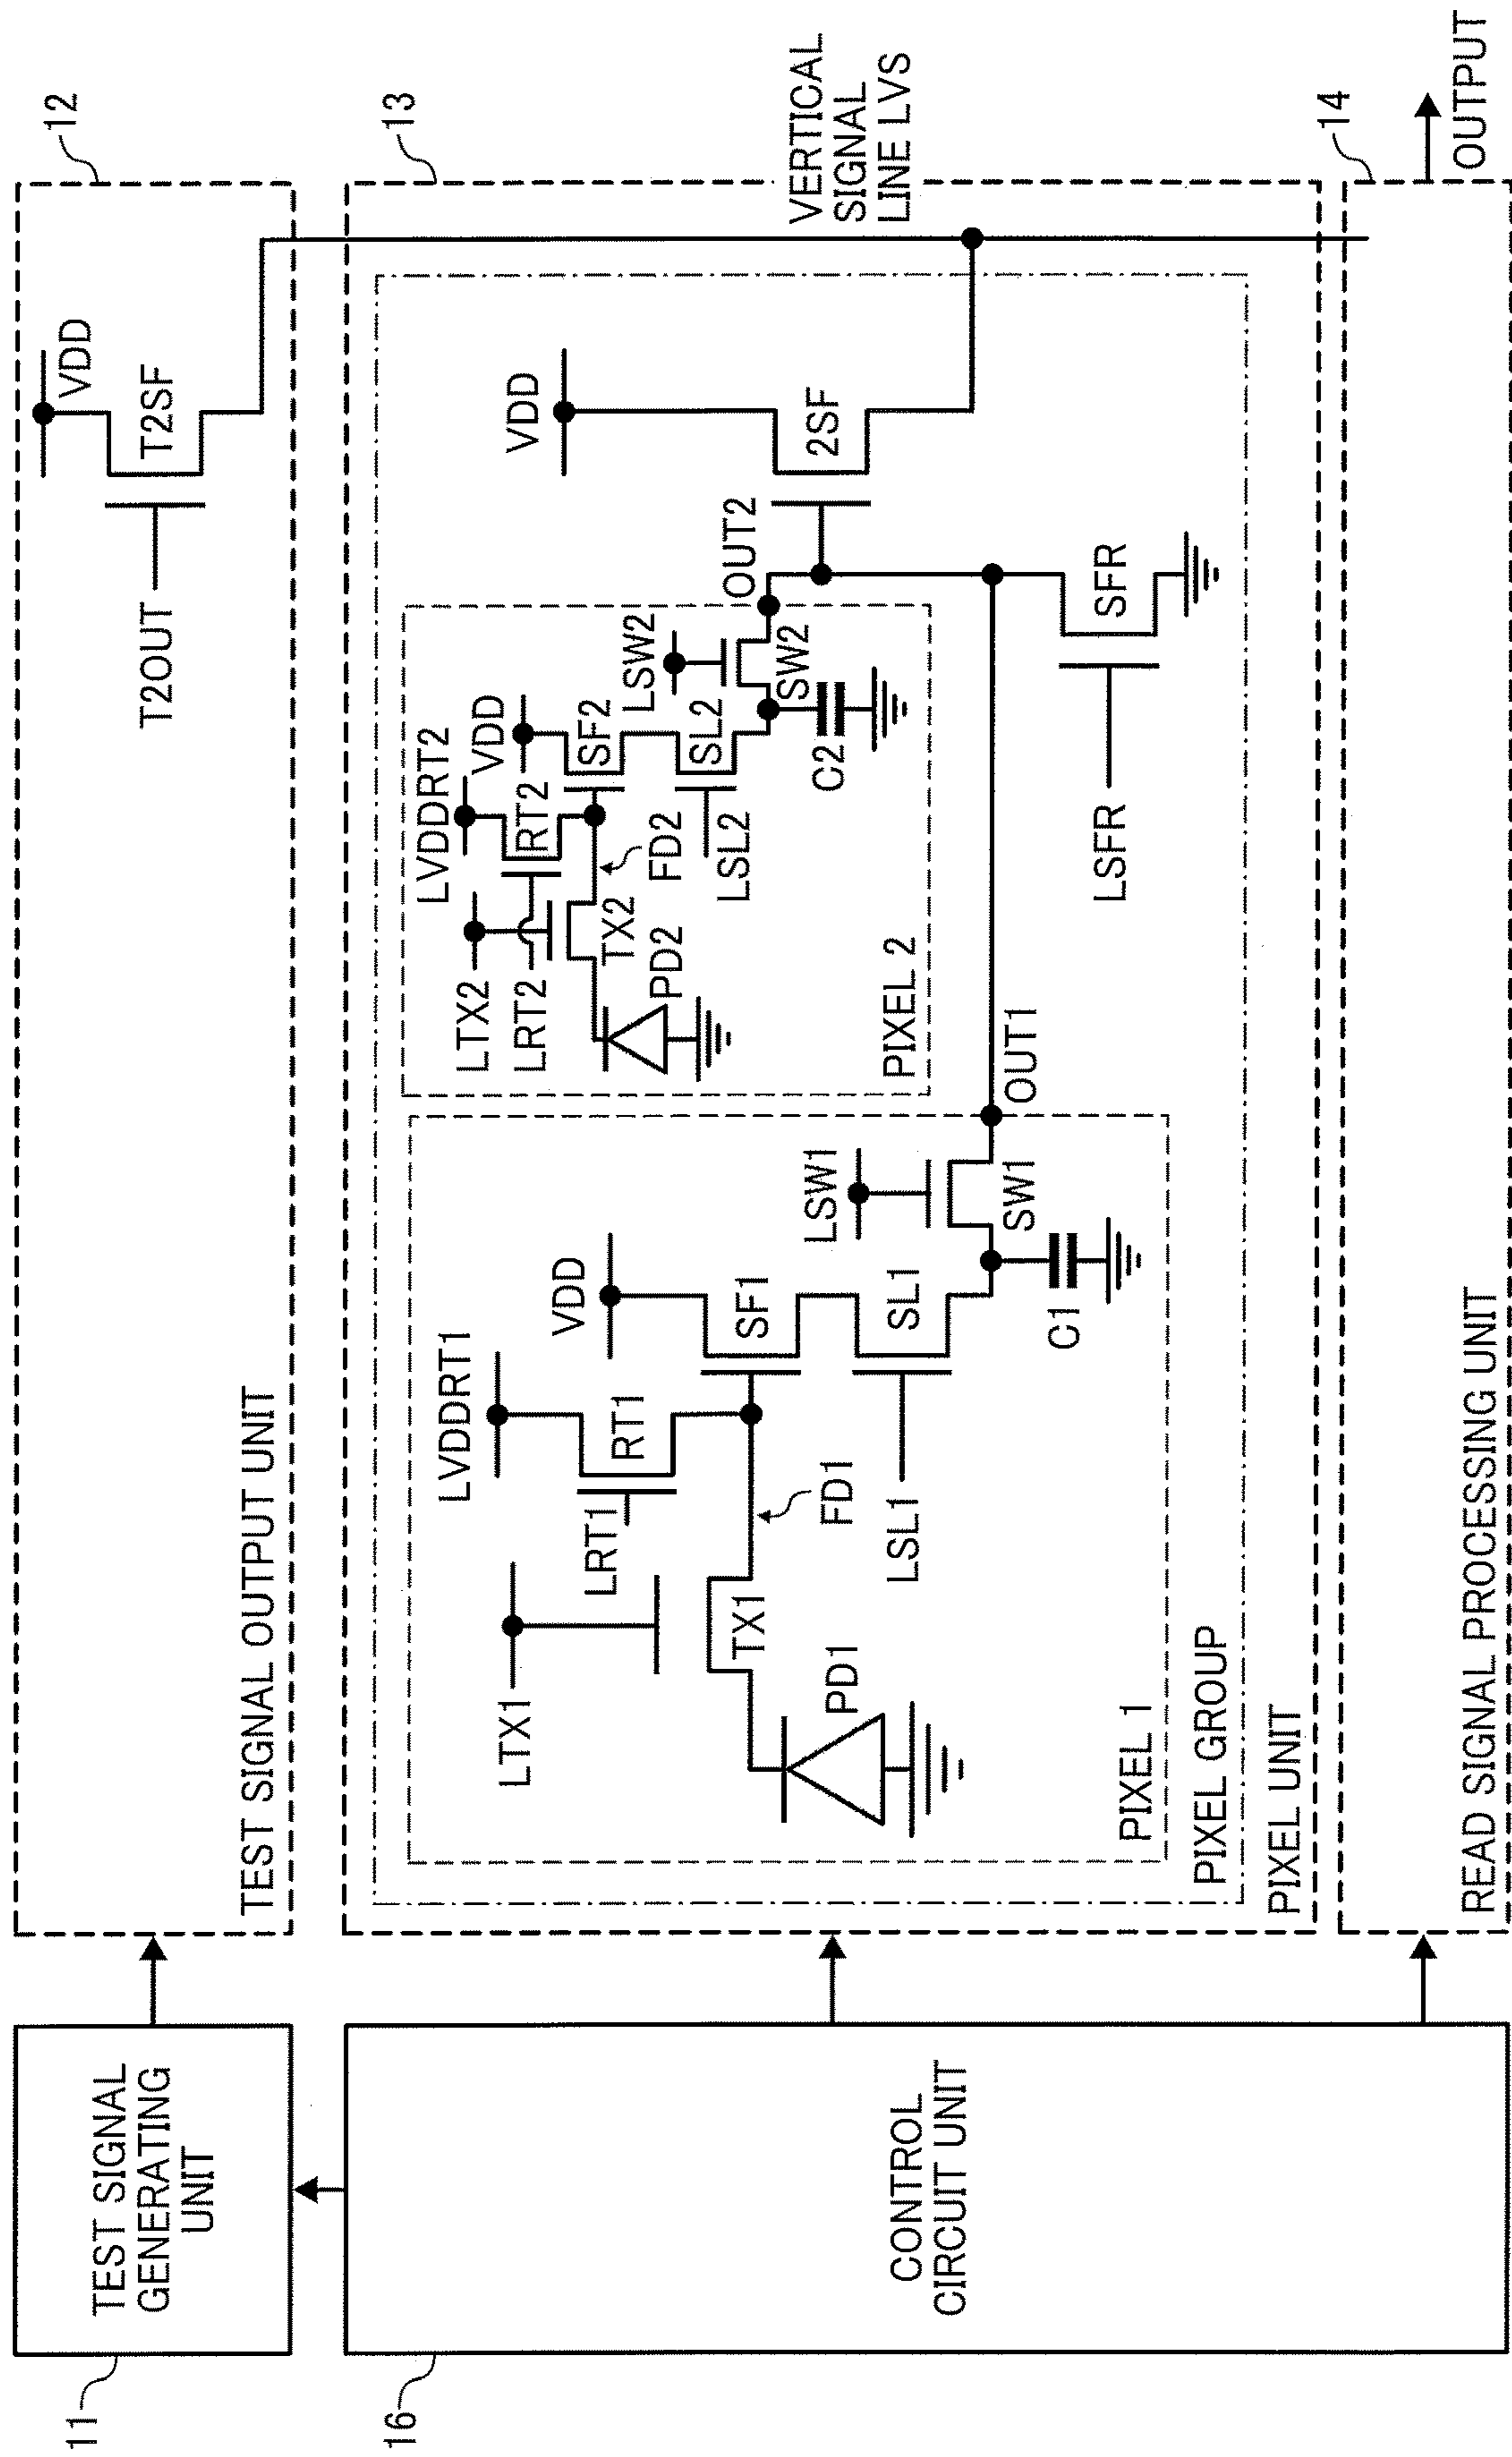 11
TEST SIGNAL
GENERATING
UNIT
16
CONTROL
CIRCUIT UNIT
12
TEST SIGNAL OUTPUT UNIT
T2OUT
VDD
T2SF
13
VERTICAL
SIGNAL
LINE LVS
PIXEL UNIT
PIXEL GROUP
PIXEL 1
LTX1
LRT1
LVDDRT1
RT1
VDD
SF1
TX1
PD1
FD1
LSL1
SL1
LSW1
SW1
C1
OUT1
PIXEL 2
LTX2
LRT2
LVDDRT2
RT2
VDD
SF2
TX2
PD2
FD2
LSL2
SL2
LSW2
SW2
C2
OUT2
VDD
2SF
LSFR
SFR
14
READ SIGNAL PROCESSING UNIT
OUTPUT